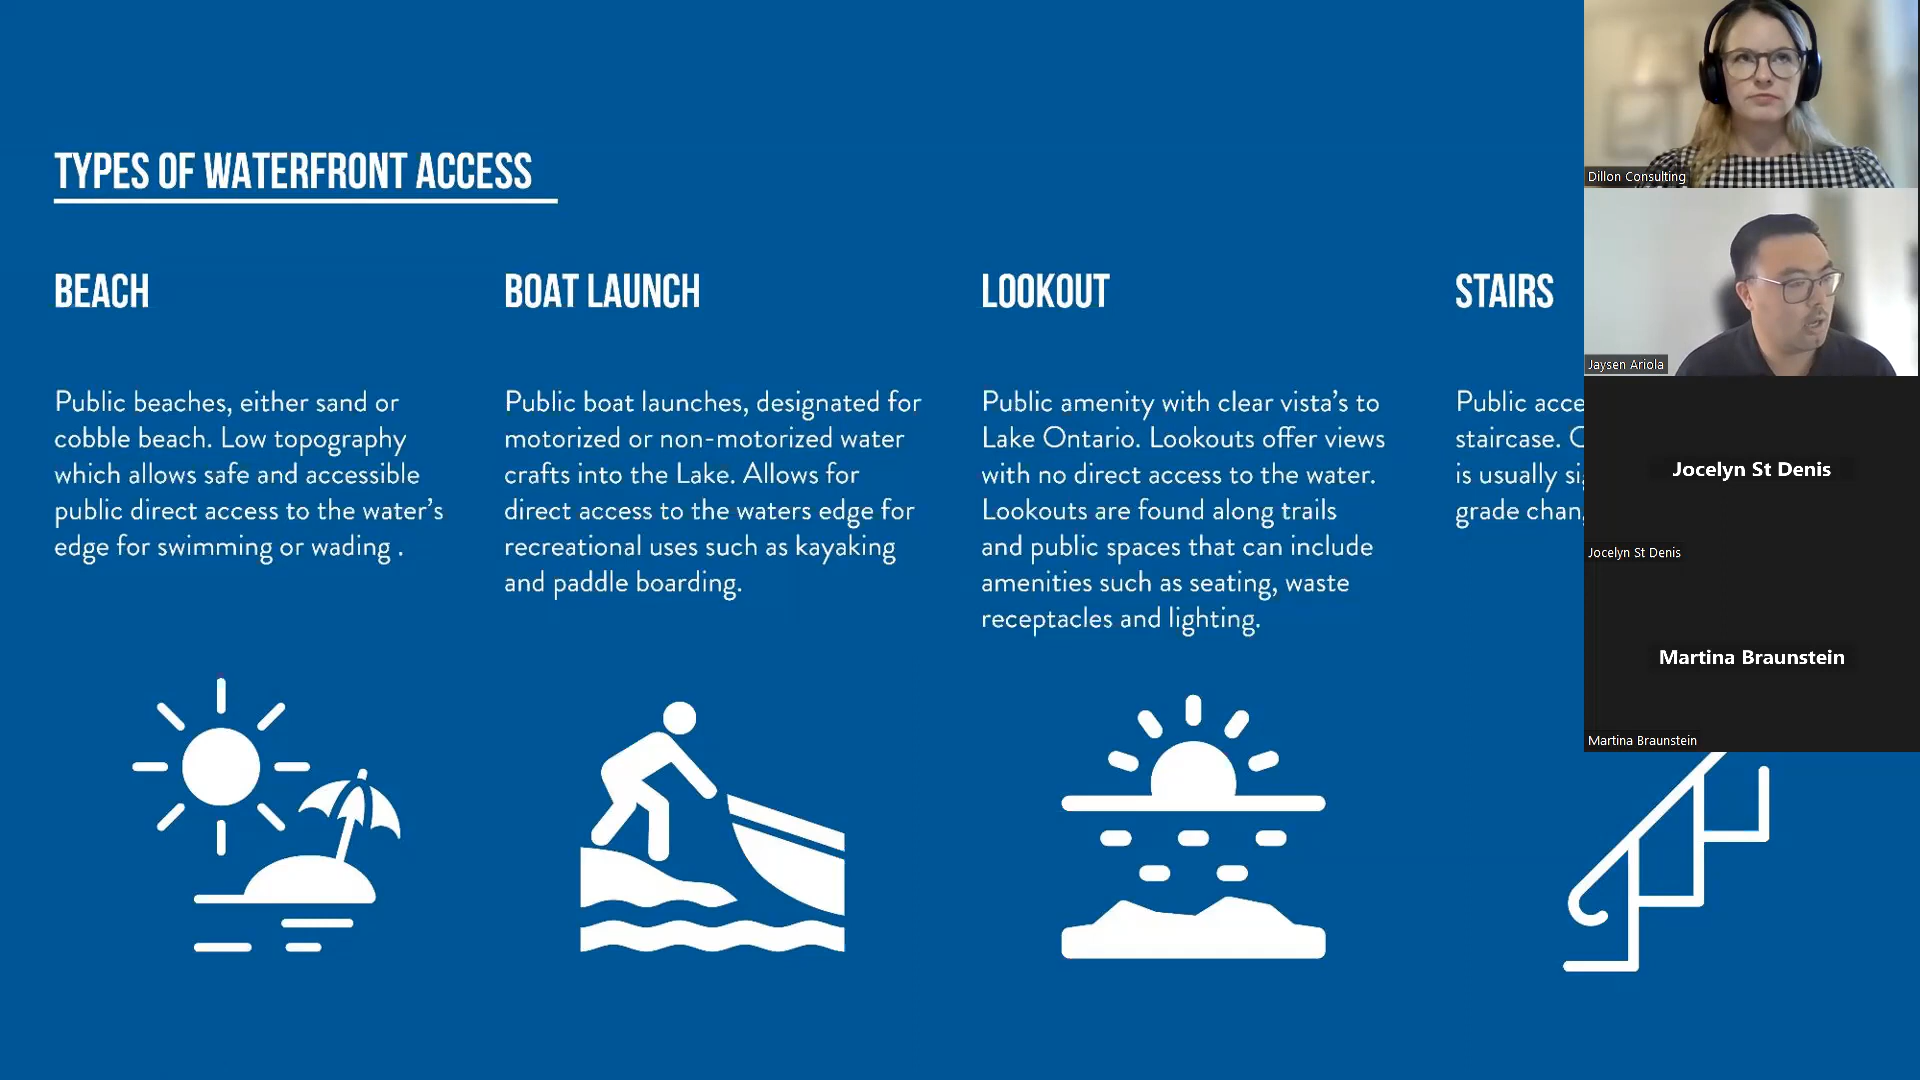 TYPES OF WATERFRONT ACCESS
BEACH
Public beaches, either sand or
cobble beach. Low topography
which allows safe and accessible
public direct access to the water's
edge for swimming or wading .
BOAT LAUNCH
Public boat launches, designated for
motorized or non-motorized water
crafts into the Lake. Allows for
direct access to the waters edge for
recreational uses such as kayaking
and paddle boarding.
LOOKOUT
Public amenity with clear vista's to
Lake Ontario. Lookouts offer views
with no direct access to the water.
Lookouts are found along trails
and public spaces that can include
amenities such as seating, waste
receptacles and lighting.
STAIRS
Public
staircase.
is usually
grade
Dillon Consulting
Jaysen Ariola
Jocelyn St Denis
Jocelyn St Denis
Martina Braunstein
Martina Braunstein